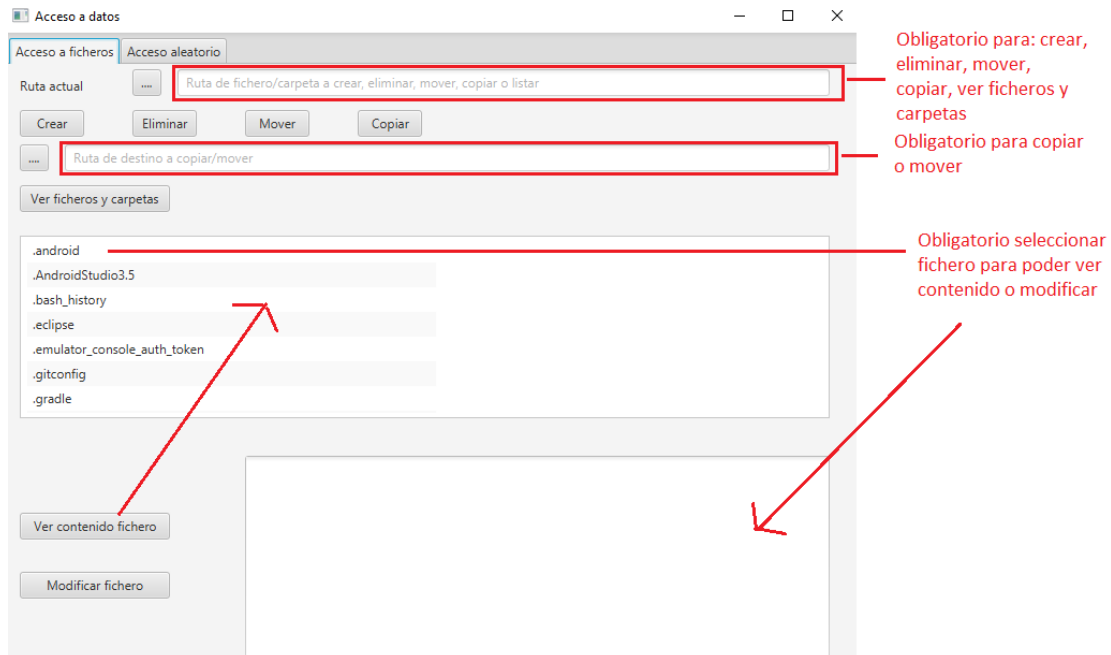 Acceso a datos
Acceso a ficheros
Acceso aleatorio
Ruta actual
....
Ruta de fichero/carpeta a crear, eliminar, mover, copiar o listar
Crear
Eliminar
Mover
Copiar
....
Ruta de destino a copiar/mover
Ver ficheros y carpetas
.android
.AndroidStudio3.5
.bash_history
.eclipse
.emulator_console_auth_token
.gitconfig
.gradle
Ver contenido fichero
Modificar fichero
Obligatorio para: crear,
eliminar, mover,
copiar, ver ficheros y
carpetas
Obligatorio para copiar
o mover
Obligatorio seleccionar
fichero para poder ver
contenido o modificar